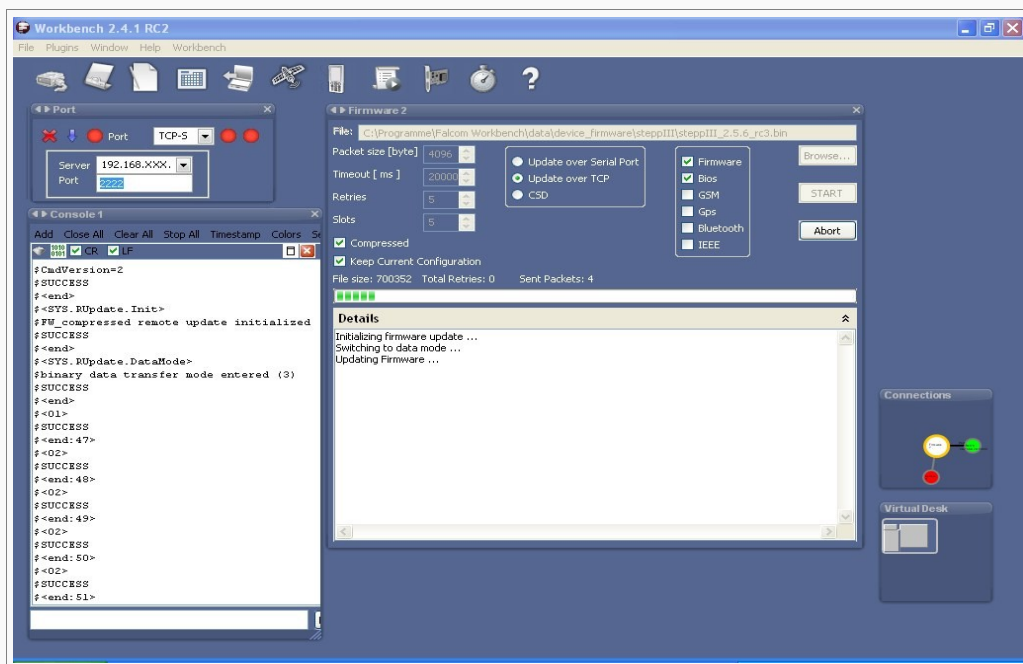 Workbench 2.4.1 RC2
File Plugins Window Help Workbench
?
Port
Port TCP-S
Server 192.168.XXX.
Port 2222
Console 1
Add Close All Clear All Stop All Timestamp Colors Se
1010 0101 CR LF
$CmdVersion=2
$SUCCESS
$<end>
$<SYS.RUpdate.Init>
$FW_compressed remote update initialized
$SUCCESS
$<end>
$<SYS.RUpdate.DataMode>
$binary data transfer mode entered (3)
$SUCCESS
$<end>
$<01>
$SUCCESS
$<end:47>
$<02>
$SUCCESS
$<end:48>
$<02>
$SUCCESS
$<end:49>
$<02>
$SUCCESS
$<end:50>
$<02>
$SUCCESS
$<end:51>
Firmware 2
File: C:\Programme\Falcom Workbench\data\device_firmware\steppIII\steppIII_2.5.6_rc3.bin
Packet size [byte] 4096
Timeout [ ms ] 20000
Retries 5
Slots 5
Compressed
Keep Current Configuration
Update over Serial Port
Update over TCP
CSD
Firmware
Bios
GSM
Gps
Bluetooth
IEEE
Browse...
START
Abort
File size: 700352 Total Retries: 0 Sent Packets: 4
Details
Initializing firmware update ...
Switching to data mode ...
Updating Firmware ...
Connections
Virtual Desk